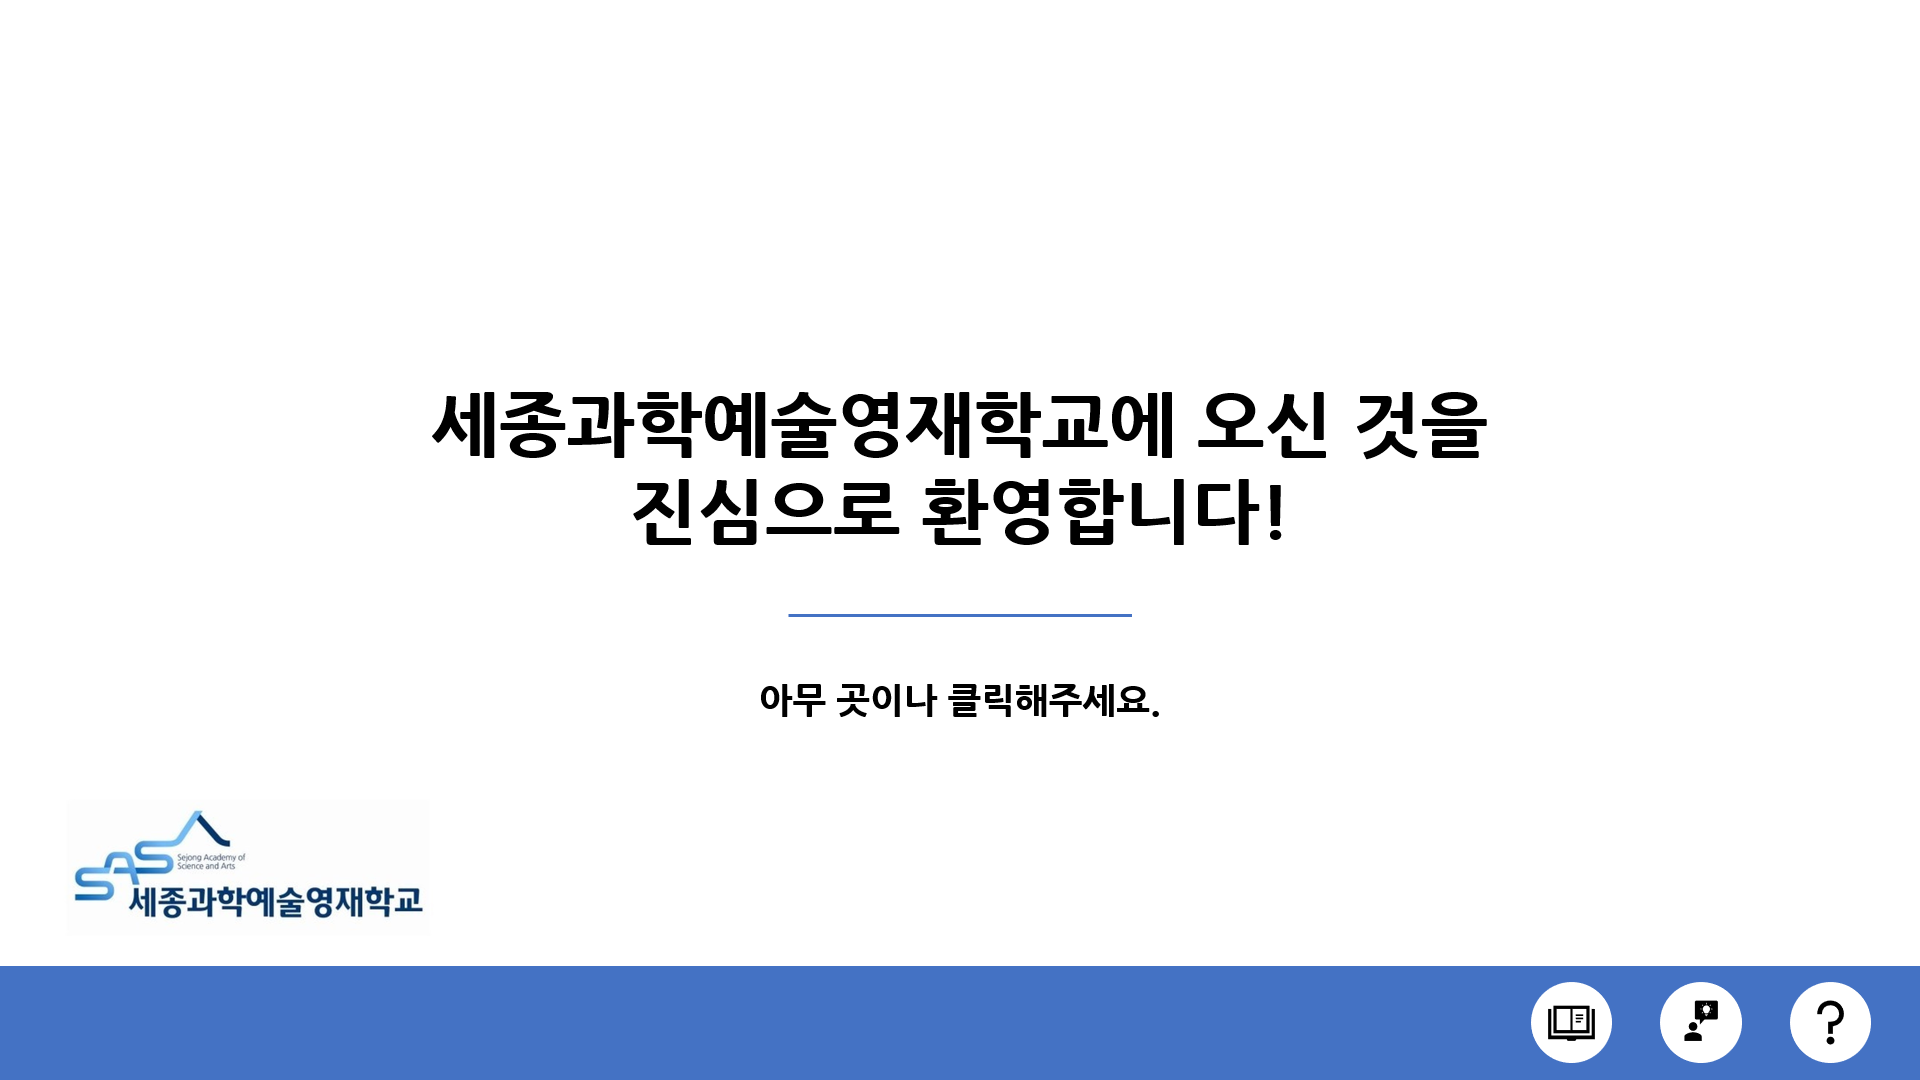 세종과학예술영재학교에 오신 것을
진심으로 환영합니다!
아무 곳이나 클릭해주세요.
SASA
Sejong Academy of
Science and Arts
세종과학예술영재학교
?